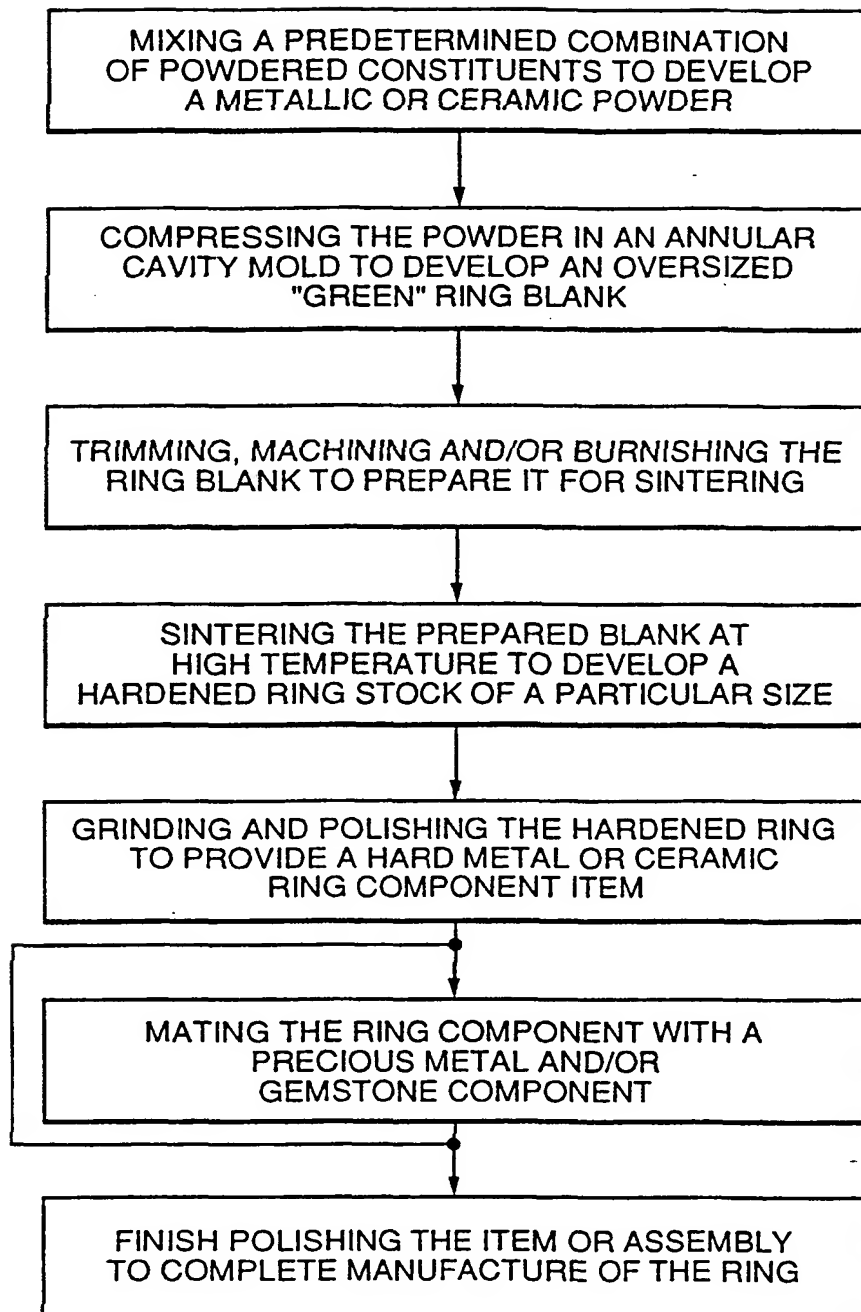 MIXING A PREDETERMINED COMBINATION
OF POWDERED CONSTITUENTS TO DEVELOP
A METALLIC OR CERAMIC POWDER
COMPRESSING THE POWDER IN AN ANNULAR
CAVITY MOLD TO DEVELOP AN OVERSIZED
"GREEN" RING BLANK
TRIMMING, MACHINING AND/OR BURNISHING THE
RING BLANK TO PREPARE IT FOR SINTERING
SINTERING THE PREPARED BLANK AT
HIGH TEMPERATURE TO DEVELOP A
HARDENED RING STOCK OF A PARTICULAR SIZE
GRINDING AND POLISHING THE HARDENED RING
TO PROVIDE A HARD METAL OR CERAMIC
RING COMPONENT ITEM
MATING THE RING COMPONENT WITH A
PRECIOUS METAL AND/OR
GEMSTONE COMPONENT
FINISH POLISHING THE ITEM OR ASSEMBLY
TO COMPLETE MANUFACTURE OF THE RING